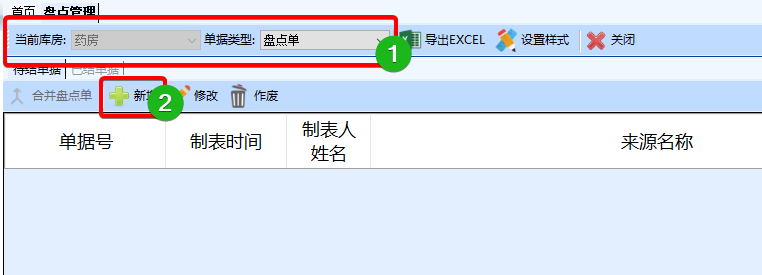 首页 盘点管理
当前库房: 药房 单据类型: 盘点单 1 导出EXCEL 设置样式 关闭
待结单据 已结单据
合并盘点单 新增 2 修改 作废
单据号 制表时间 制表人姓名 来源名称